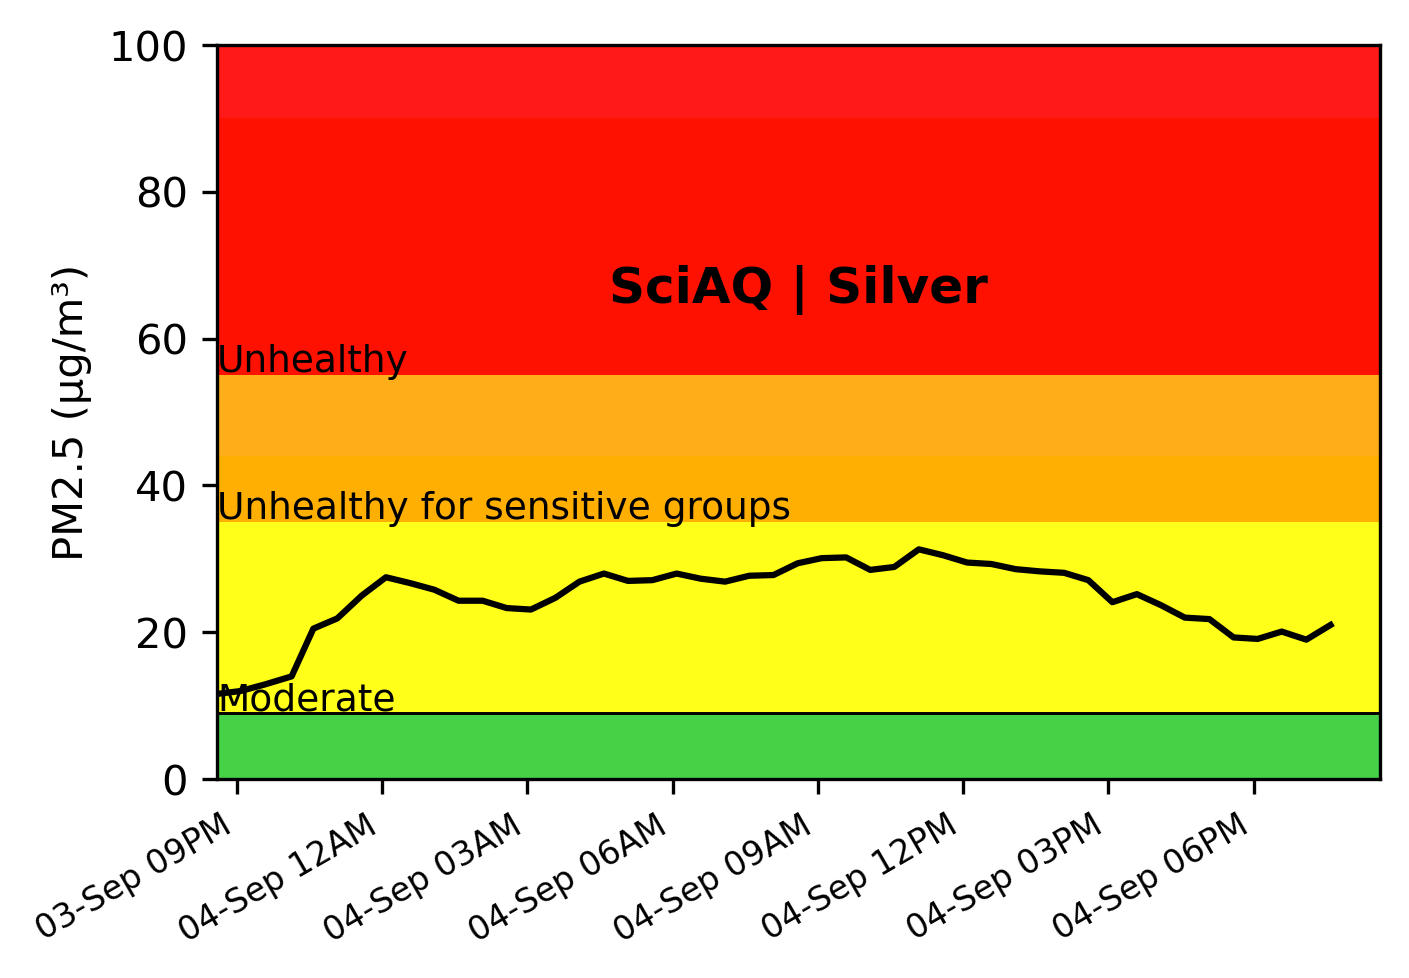 100
80
60
40
20
0
PM2.5 (μg/m³)
SciAQ | Silver
Unhealthy
Unhealthy for sensitive groups
Moderate
03-Sep 09PM
04-Sep 12AM
04-Sep 03AM
04-Sep 06AM
04-Sep 09AM
04-Sep 12PM
04-Sep 03PM
04-Sep 06PM